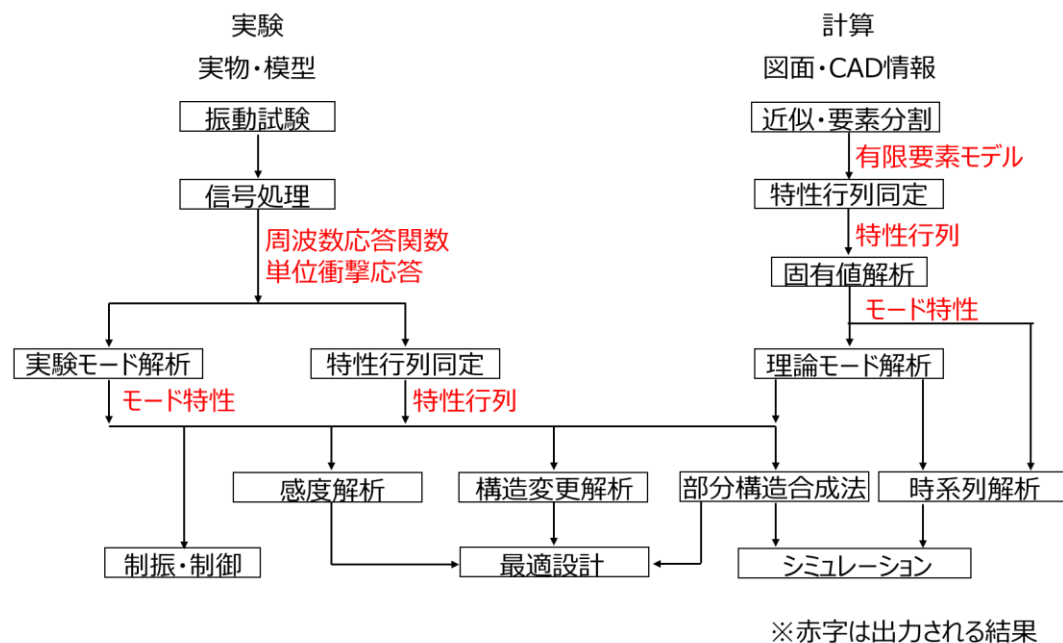 実験
計算
実物・模型
図面・CAD情報
振動試験
近似・要素分割
有限要素モデル
信号処理
特性行列同定
周波数応答関数
単位衝撃応答
特性行列
固有値解析
モード特性
実験モード解析
特性行列同定
理論モード解析
モード特性
特性行列
感度解析
構造変更解析
部分構造合成法
時系列解析
制振・制御
最適設計
シミュレーション
※赤字は出力される結果